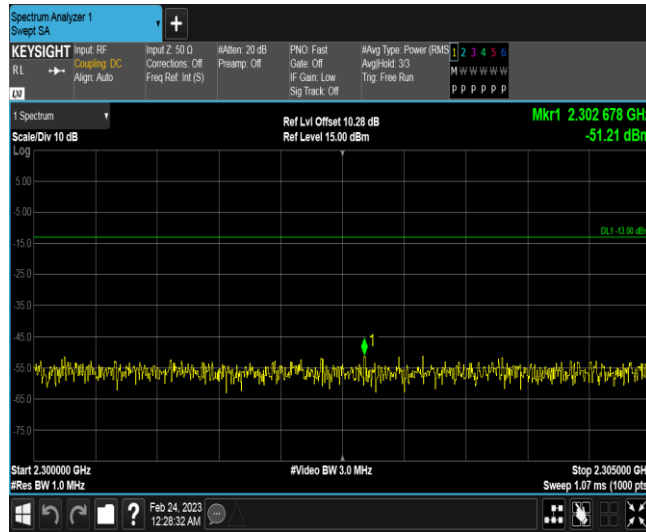 Spectrum Analyzer 1
Swept SA
+
KEYSIGHT
RL
LXI
Input: RF
Coupling: DC
Align: Auto
Input Z: 50 Ω
Corrections: Off
Freq Ref: Int (S)
#Atten: 20 dB
Preamp: Off
PNO: Fast
Gate: Off
IF Gain: Low
Sig Track: Off
#Avg Type: Power (RMS
Avg|Hold: 3/3
Trig: Free Run
1 2 3 4 5 6
M W W W W W
P P P P P P
1 Spectrum
Scale/Div 10 dB
Log
Ref Lvl Offset 10.28 dB
Ref Level 15.00 dBm
Mkr1 2.302 678 GHz
-51.21 dBm
5.00
-5.00
DL1 -13.00 dBm
-15.0
-25.0
-35.0
-45.0
1
-55.0
-65.0
-75.0
Start 2.300000 GHz
#Res BW 1.0 MHz
#Video BW 3.0 MHz
Stop 2.305000 GHz
Sweep 1.07 ms (1000 pts
?
Feb 24, 2023
12:28:32 AM